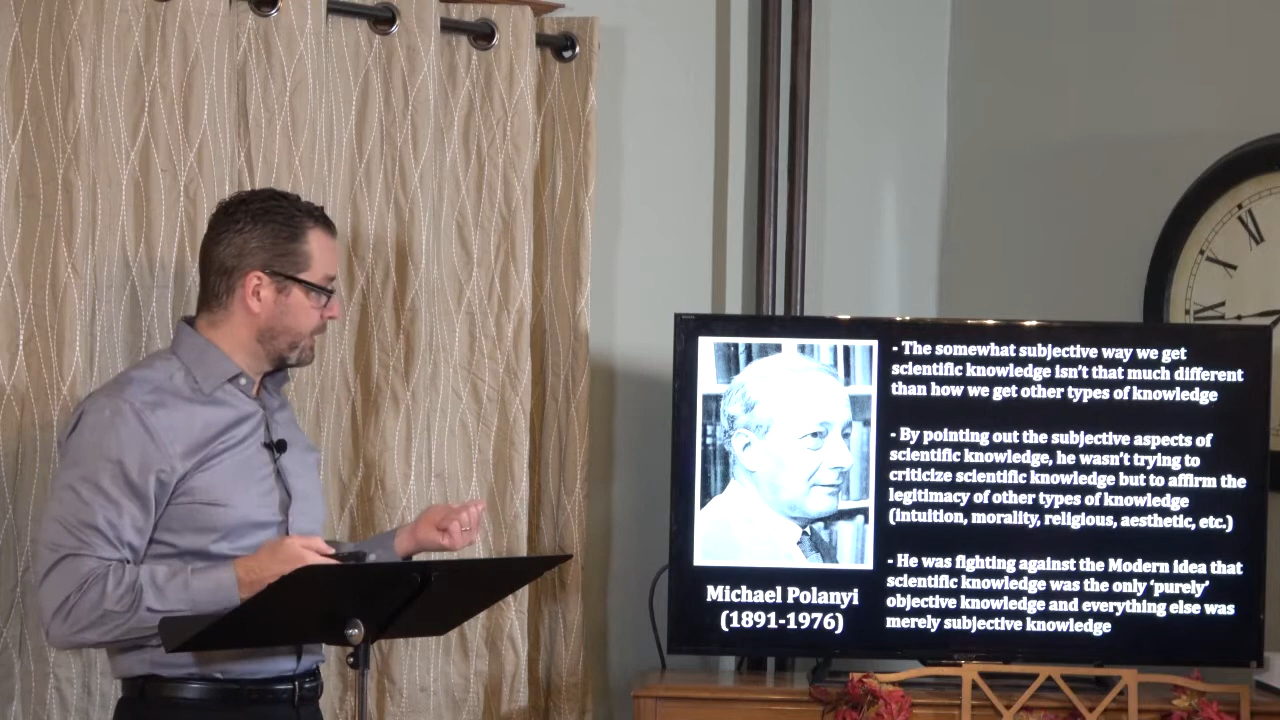 - The somewhat subjective way we get
scientific knowledge isn't that much different
than how we get other types of knowledge
- By pointing out the subjective aspects of
scientific knowledge, he wasn't trying to
criticize scientific knowledge but to affirm the
legitimacy of other types of knowledge
(intuition, morality, religious, aesthetic, etc.)
- He was fighting against the Modern idea that
scientific knowledge was the only 'purely'
objective knowledge and everything else was
merely subjective knowledge
Michael Polanyi
(1891-1976)